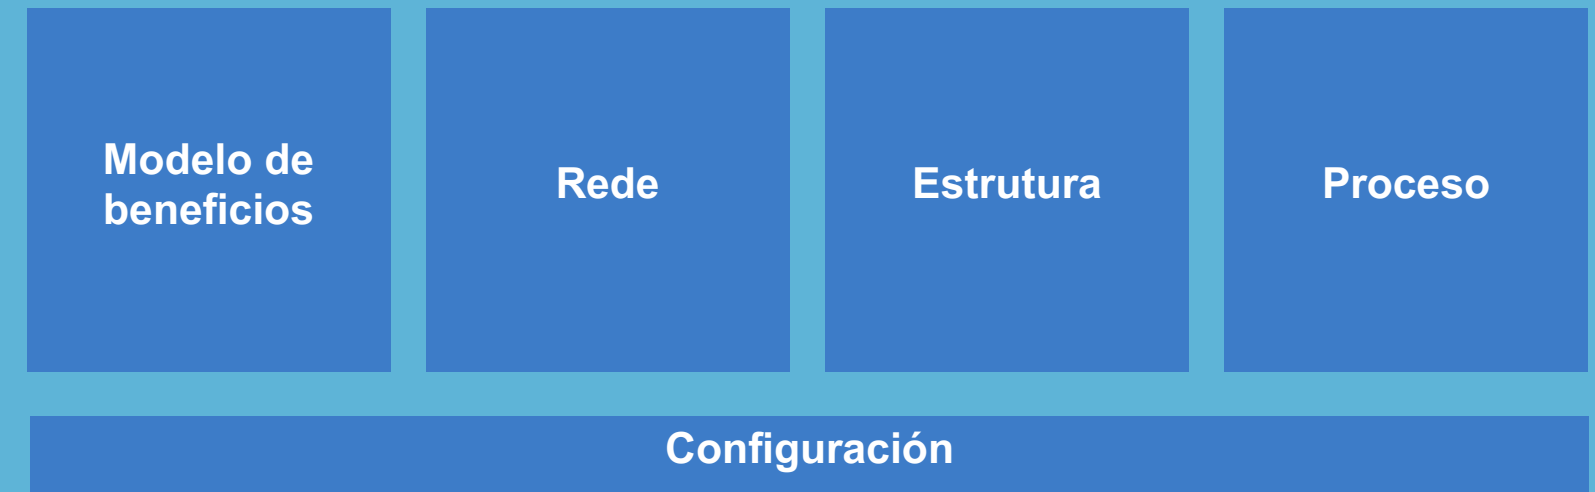 Modelo de
beneficios
Rede
Estrutura
Proceso
Configuración